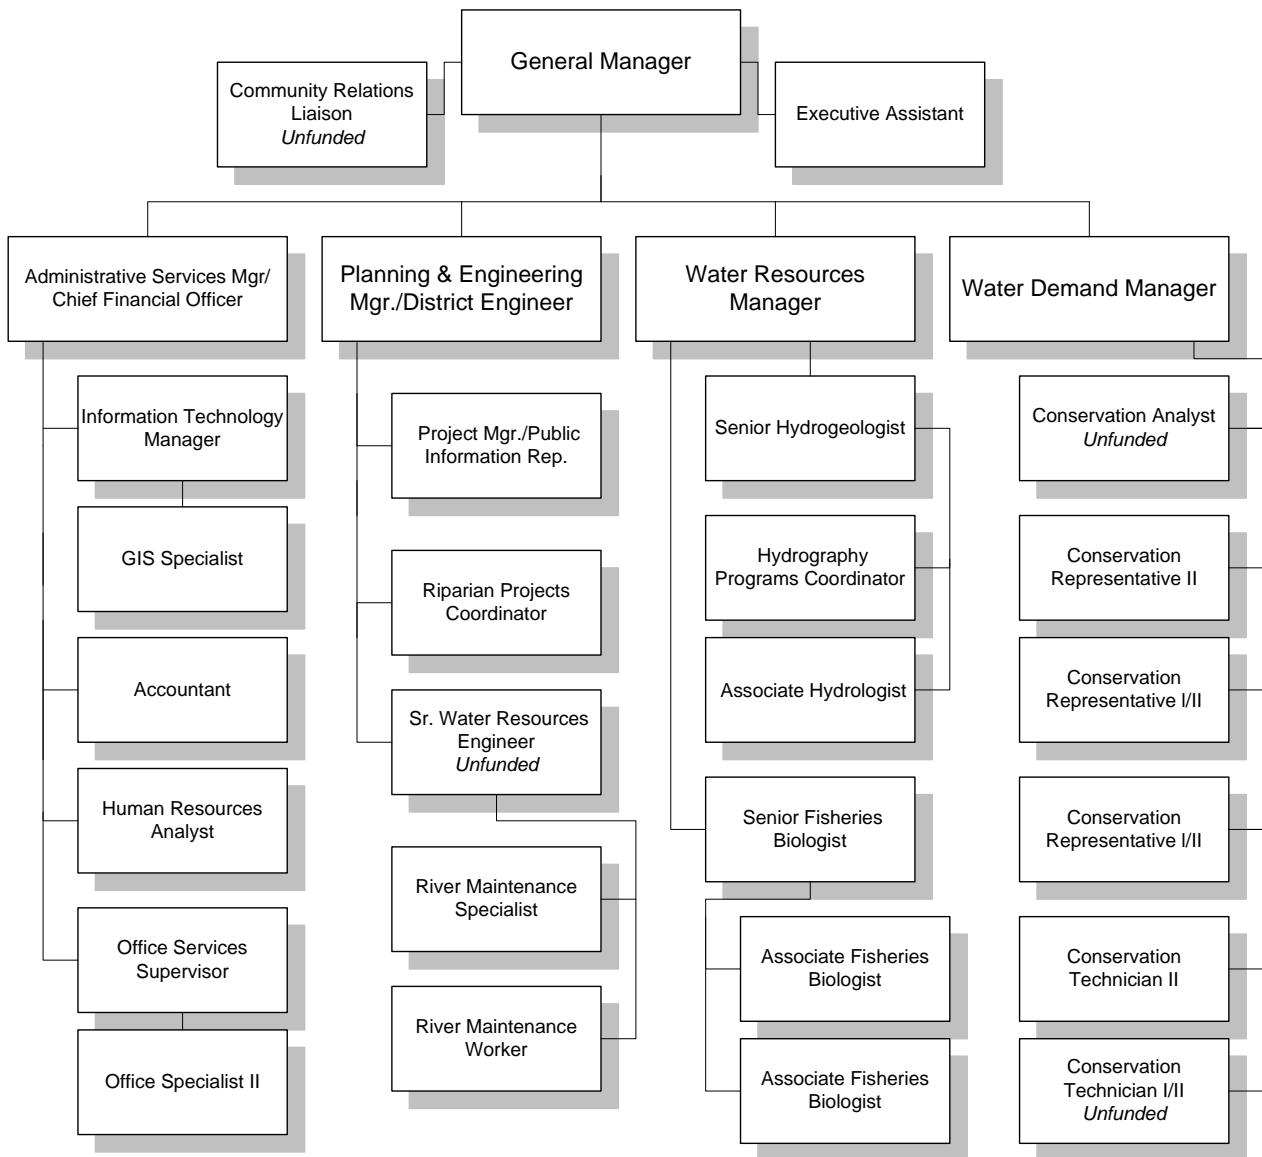 General Manager
Community Relations
Liaison
Unfunded
Executive Assistant
Administrative Services Mgr/
Chief Financial Officer
Planning & Engineering
Mgr./District Engineer
Water Resources
Manager
Water Demand Manager
Information Technology
Manager
GIS Specialist
Accountant
Human Resources
Analyst
Office Services
Supervisor
Office Specialist II
Project Mgr./Public
Information Rep.
Riparian Projects
Coordinator
Sr. Water Resources
Engineer
Unfunded
River Maintenance
Specialist
River Maintenance
Worker
Senior Hydrogeologist
Hydrography
Programs Coordinator
Associate Hydrologist
Senior Fisheries
Biologist
Associate Fisheries
Biologist
Associate Fisheries
Biologist
Conservation Analyst
Unfunded
Conservation
Representative II
Conservation
Representative I/II
Conservation
Representative I/II
Conservation
Technician II
Conservation
Technician I/II
Unfunded